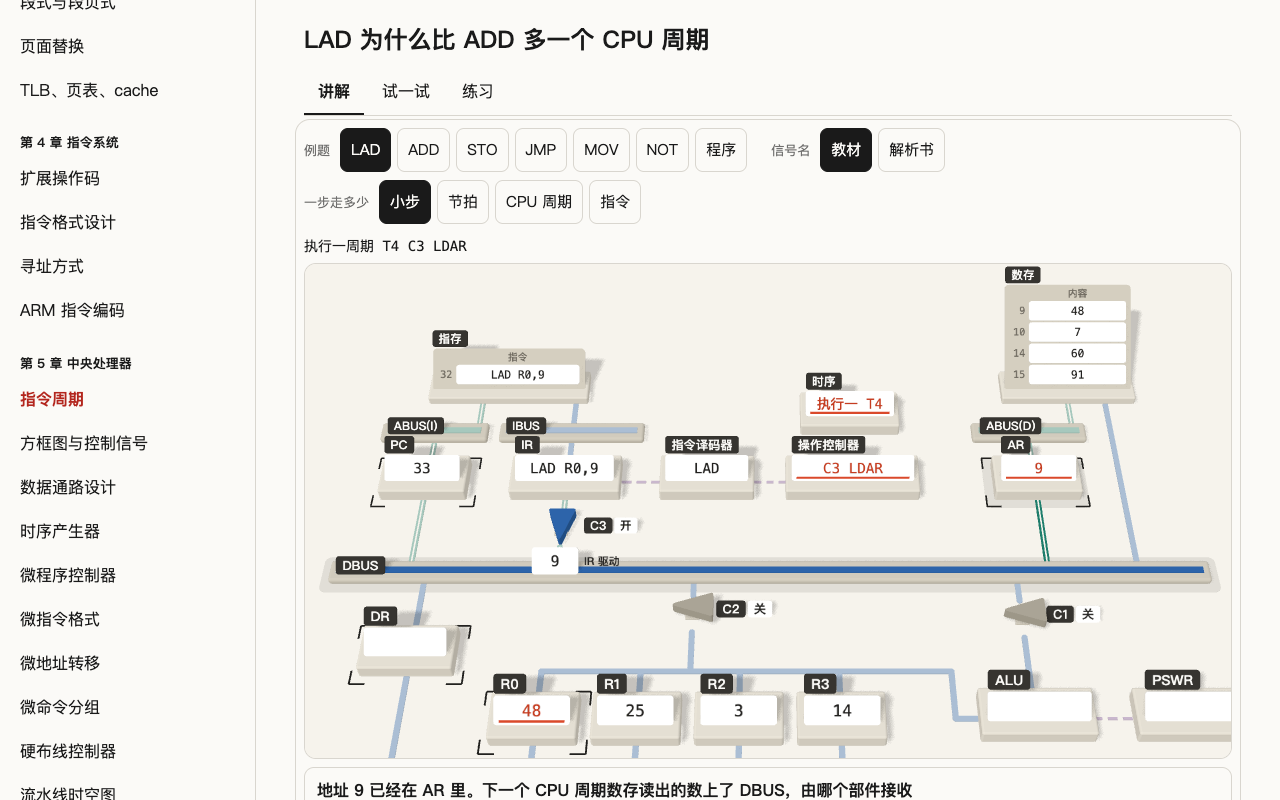 段式与段页式
页面替换
TLB、页表、cache
第 4 章 指令系统
扩展操作码
指令格式设计
寻址方式
ARM 指令编码
第 5 章 中央处理器
指令周期
方框图与控制信号
数据通路设计
时序产生器
微程序控制器
微指令格式
微地址转移
微命令分组
硬布线控制器
流水线时空图
LAD 为什么比 ADD 多一个 CPU 周期
讲解 试一试 练习
例题 LAD ADD STO JMP MOV NOT 程序 信号名 教材 解析书
一步走多少 小步 节拍 CPU 周期 指令
执行一周期 T4 C3 LDAR
数存
内容
9 48
10 7
14 60
15 91
指存
指令
32 LAD R0,9
时序
执行一 T4
ABUS(I) IBUS ABUS(D)
PC IR 指令译码器 操作控制器 AR
33 LAD R0,9 LAD C3 LDAR 9
C3 开
DBUS 9 IR 驱动
C2 关 C1 关
DR
R0 R1 R2 R3 ALU PSWR
48 25 3 14
地址 9 已经在 AR 里。下一个 CPU 周期数存读出的数上了 DBUS，由哪个部件接收